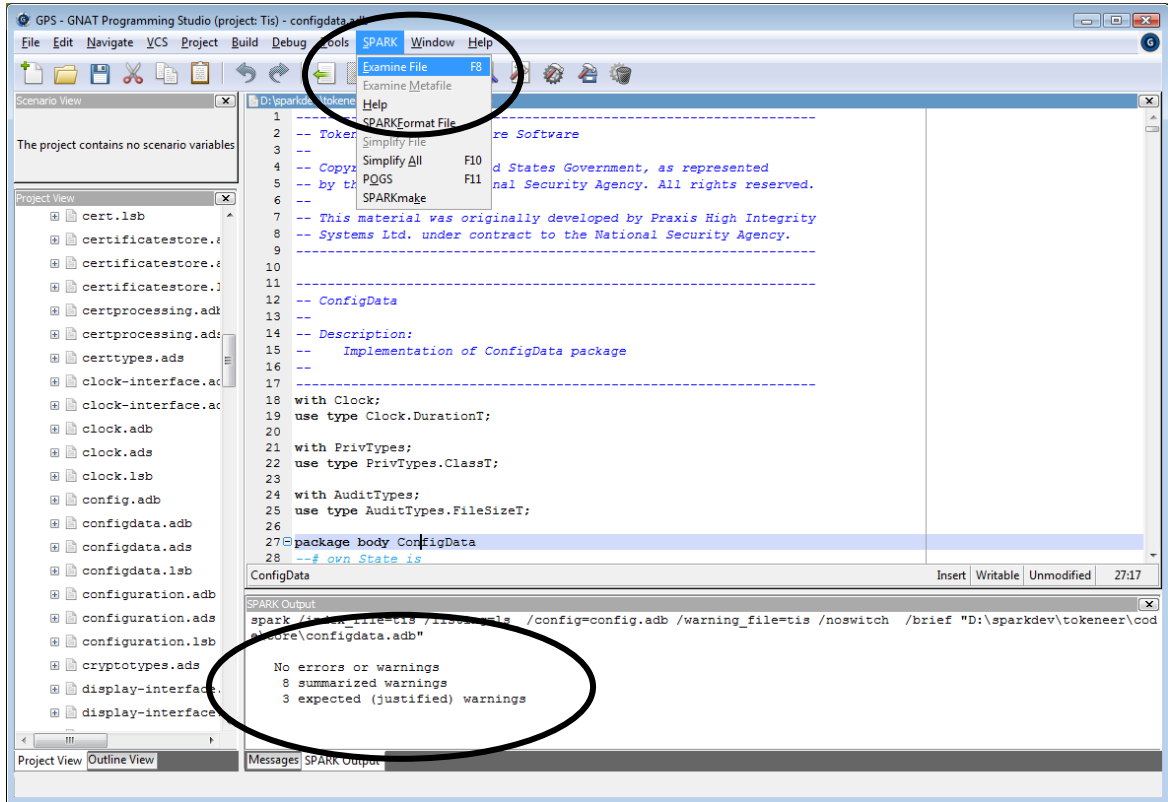 GPS - GNAT Programming Studio (project: Tis) - configdata.adb
File Edit Navigate VCS Project Build Debug Tools SPARK Window Help
Examine File F8
Examine Metafile
Help
SPARKFormat File
Simplify File
Simplify All F10
POGS F11
SPARKmake
Scenario View
The project contains no scenario variables
Project View
cert.lsb
certificatestore.
certificatestore.
certificatestore.
certprocessing.adb
certprocessing.ads
certtypes.ads
clock-interface.
clock-interface.
clock.adb
clock.ads
clock.lsb
config.adb
configdata.adb
configdata.ads
configdata.lsb
configuration.adb
configuration.ads
configuration.lsb
cryptotypes.ads
display-interface.
display-interface
Project View Outline View
D:\sparkdev\tokene
1 --------------------------------------------------------------
2 -- Token re Software
3 --
4 -- Copyr d States Government, as represented
5 -- by th nal Security Agency. All rights reserved.
6 --
7 -- This material was originally developed by Praxis High Integrity
8 -- Systems Ltd. under contract to the National Security Agency.
9 --------------------------------------------------------------
10
11 --------------------------------------------------------------
12 -- ConfigData
13 --
14 -- Description:
15 -- Implementation of ConfigData package
16 --
17 --------------------------------------------------------------
18 with Clock;
19 use type Clock.DurationT;
20
21 with PrivTypes;
22 use type PrivTypes.ClassT;
23
24 with AuditTypes;
25 use type AuditTypes.FileSizeT;
26
27 package body ConfigData
28 --# own State is
ConfigData Insert Writable Unmodified 27:17
SPARK Output
spark /index_file=tis /listing=ls /config=config.adb /warning_file=tis /noswitch /brief "D:\sparkdev\tokeneer\cod
e\core\configdata.adb"
No errors or warnings
8 summarized warnings
3 expected (justified) warnings
Messages SPARK Output